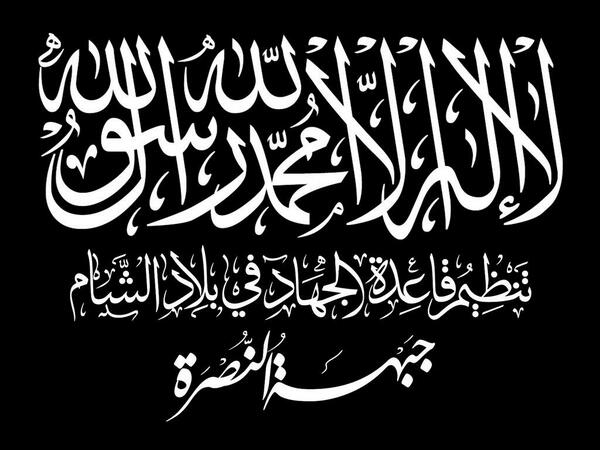 لا إله إلا الله محمد رسول الله
تنظيم قاعدة الجهاد في بلاد الشام
جبهة النصرة